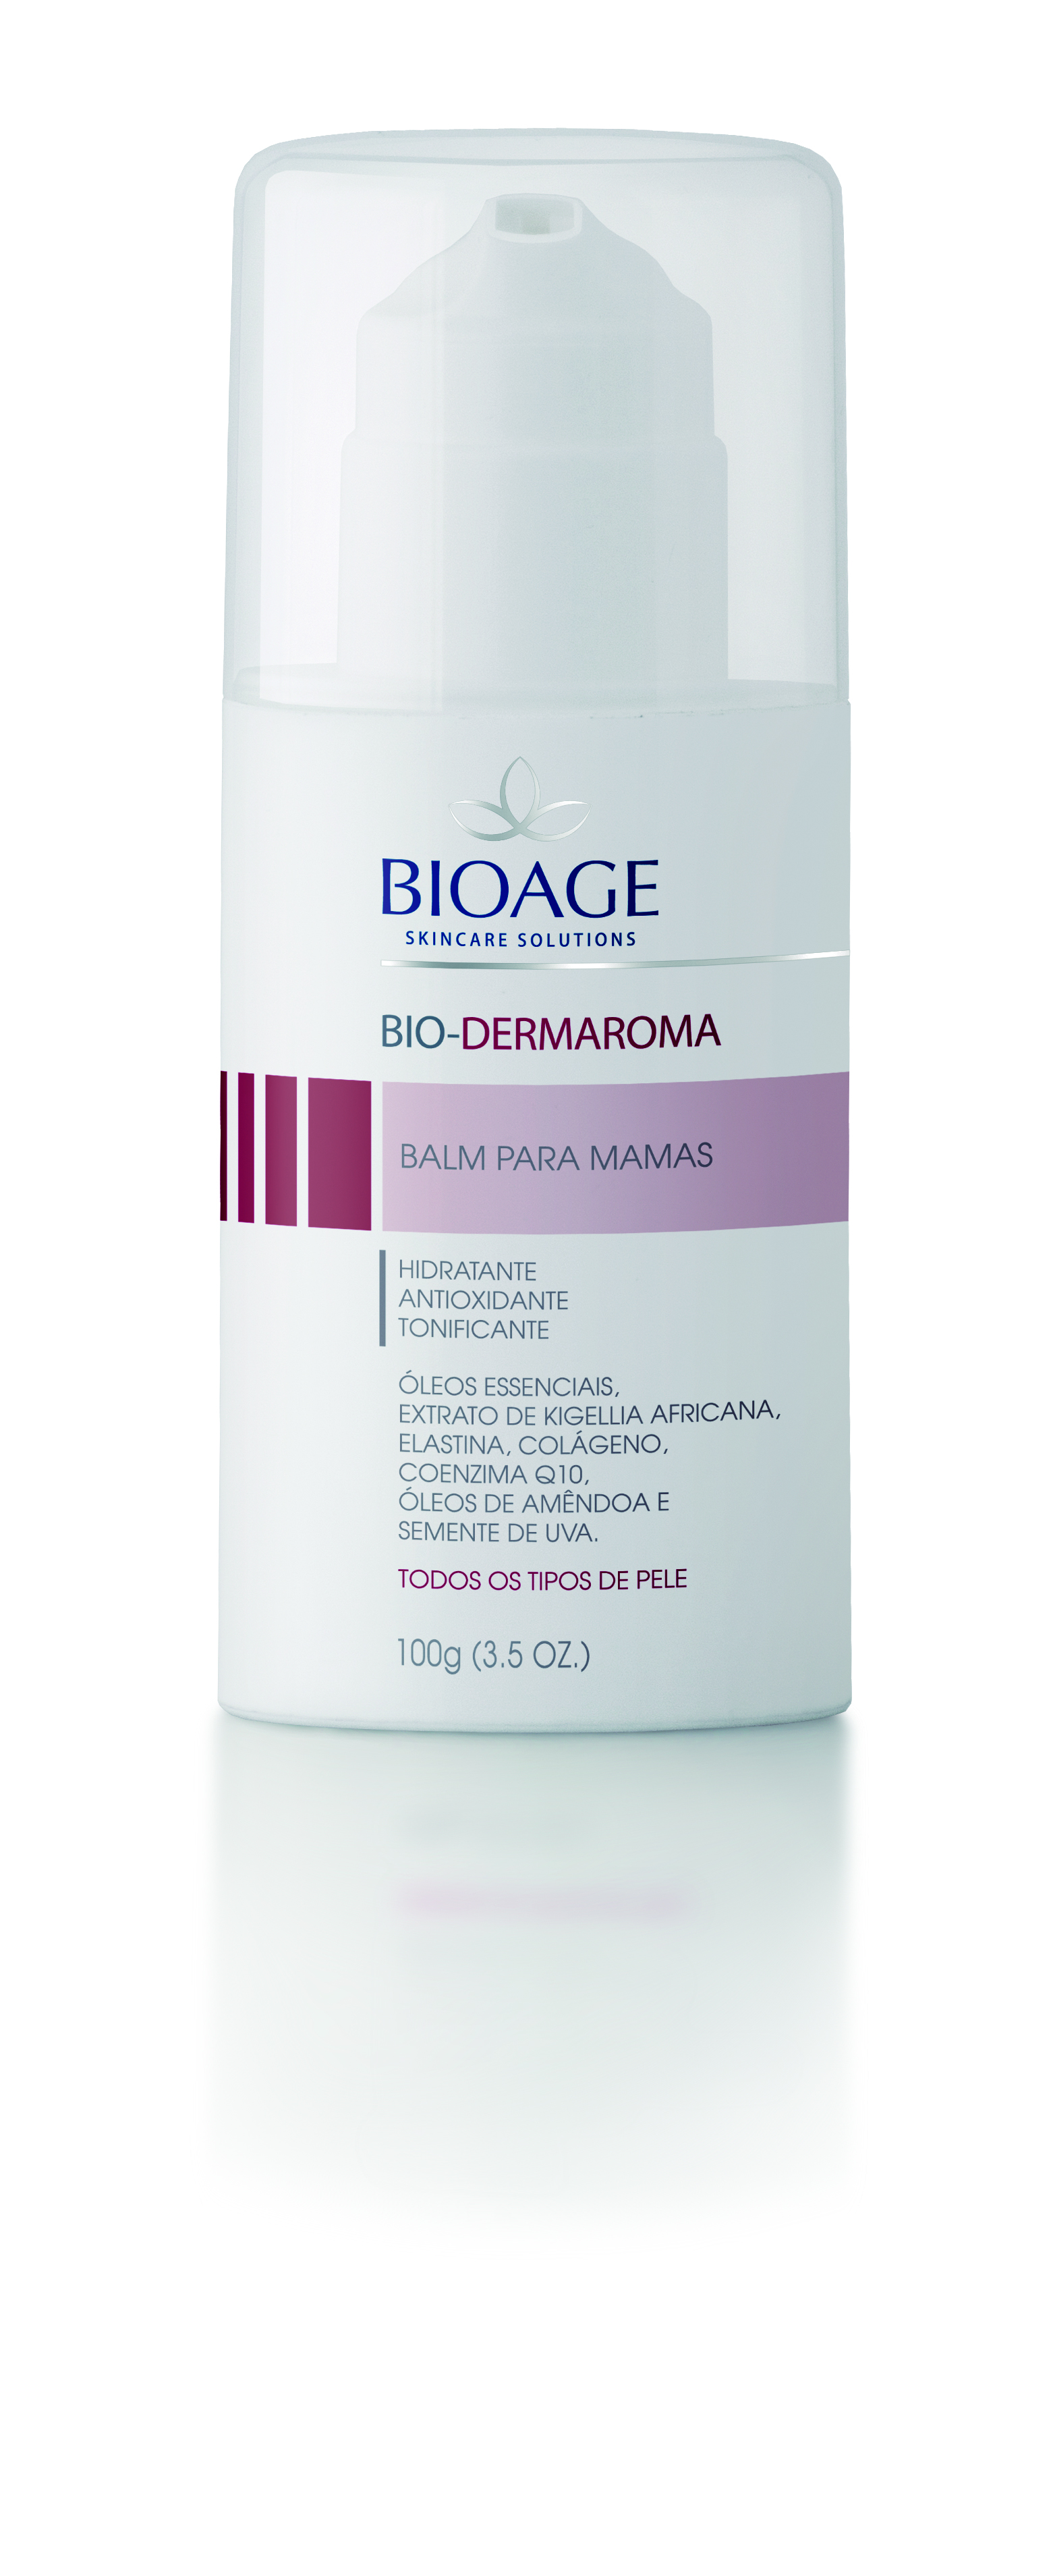 BIOAGE
SKINCARE SOLUTIONS
BIO-DERMAROMA
BALM PARA MAMAS
HIDRATANTE
ANTIOXIDANTE
TONIFICANTE
ÓLEOS ESSENCIAIS,
EXTRATO DE KIGELLIA AFRICANA,
ELASTINA, COLÁGENO,
COENZIMA Q10,
ÓLEOS DE AMÊNDOA E
SEMENTE DE UVA.
TODOS OS TIPOS DE PELE
100g (3.5 OZ.)